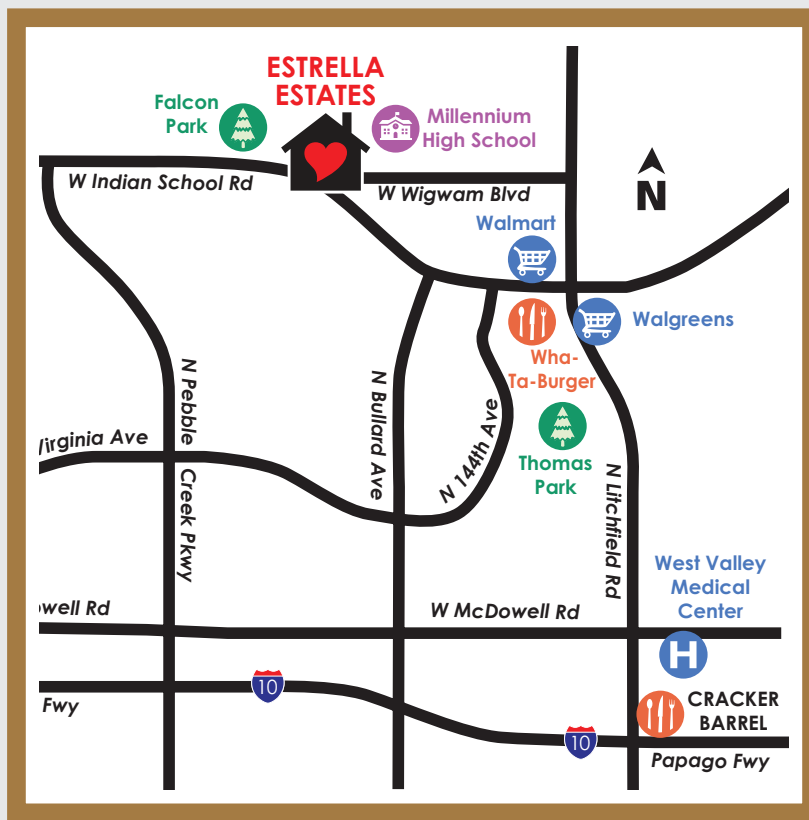 ESTRELLA
ESTATES
Falcon
Park
Millennium
High School
W Indian School Rd
W Wigwam Blvd
N
Walmart
Walgreens
Wha-
Ta-Burger
N Pebble Creek Pkwy
N Bullard Ave
N 144th Ave
Virginia Ave
Thomas
Park
N Litchfield Rd
West Valley
Medical
Center
owell Rd
W McDowell Rd
H
10
Fwy
CRACKER
BARREL
10
Papago Fwy